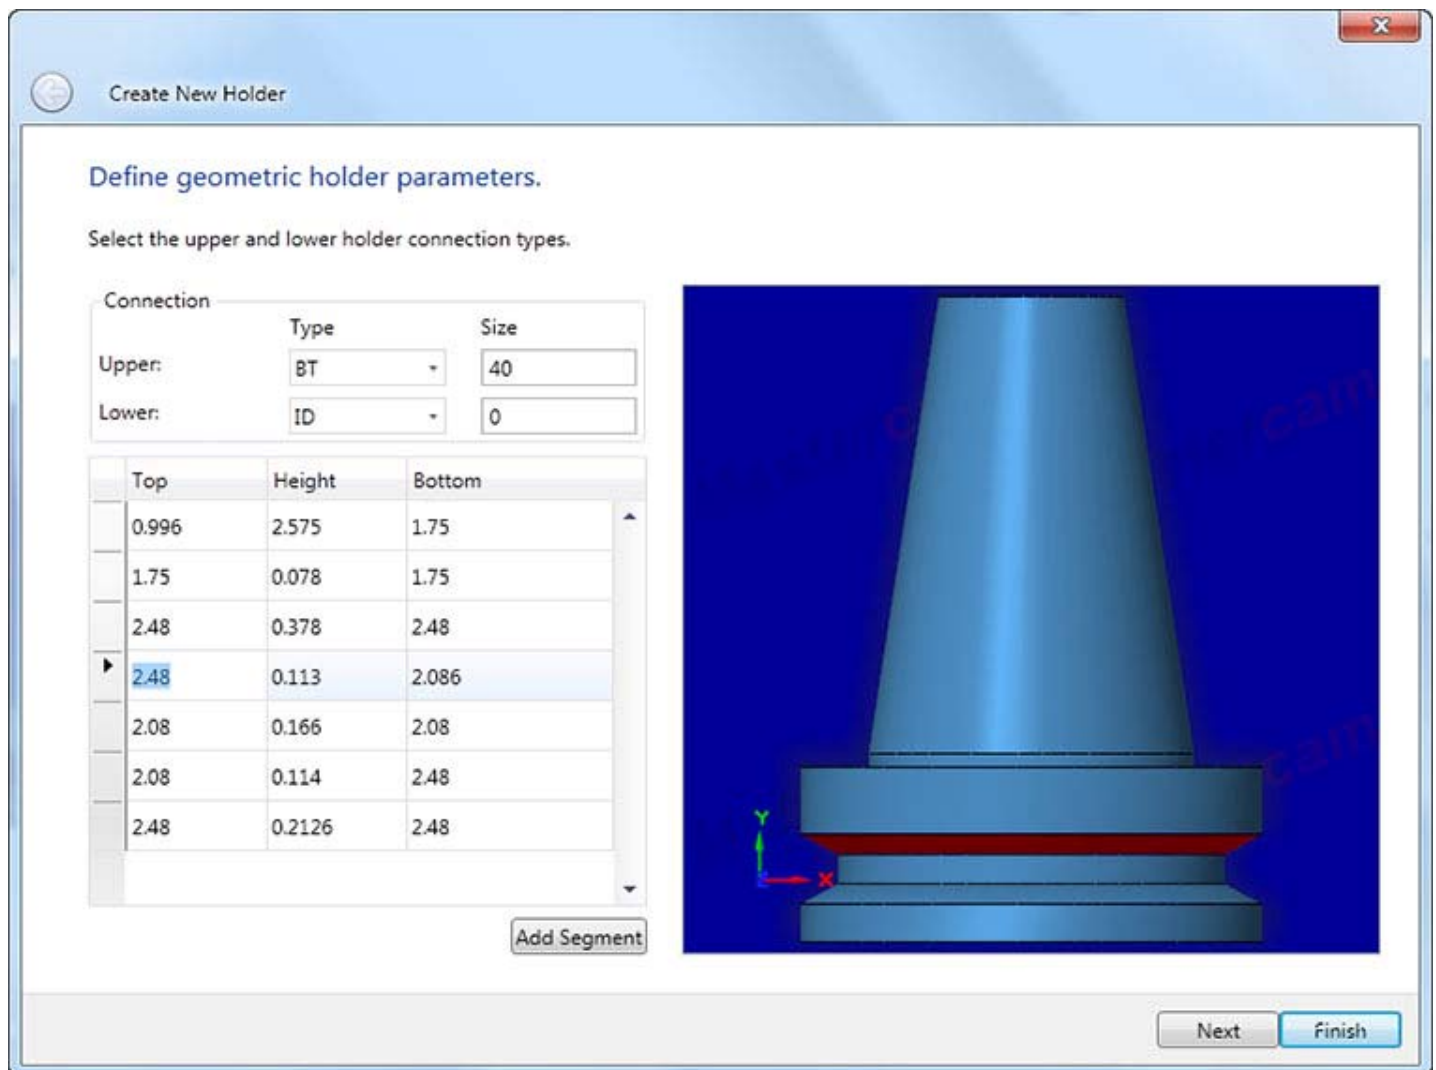 Create New Holder
Define geometric holder parameters.
Select the upper and lower holder connection types.
Connection
Type Size
Upper: BT 40
Lower: ID 0
Top Height Bottom
0.996 2.575 1.75
1.75 0.078 1.75
2.48 0.378 2.48
2.48 0.113 2.086
2.08 0.166 2.08
2.08 0.114 2.48
2.48 0.2126 2.48
Add Segment
Y
Z X
cam
cam
Next Finish